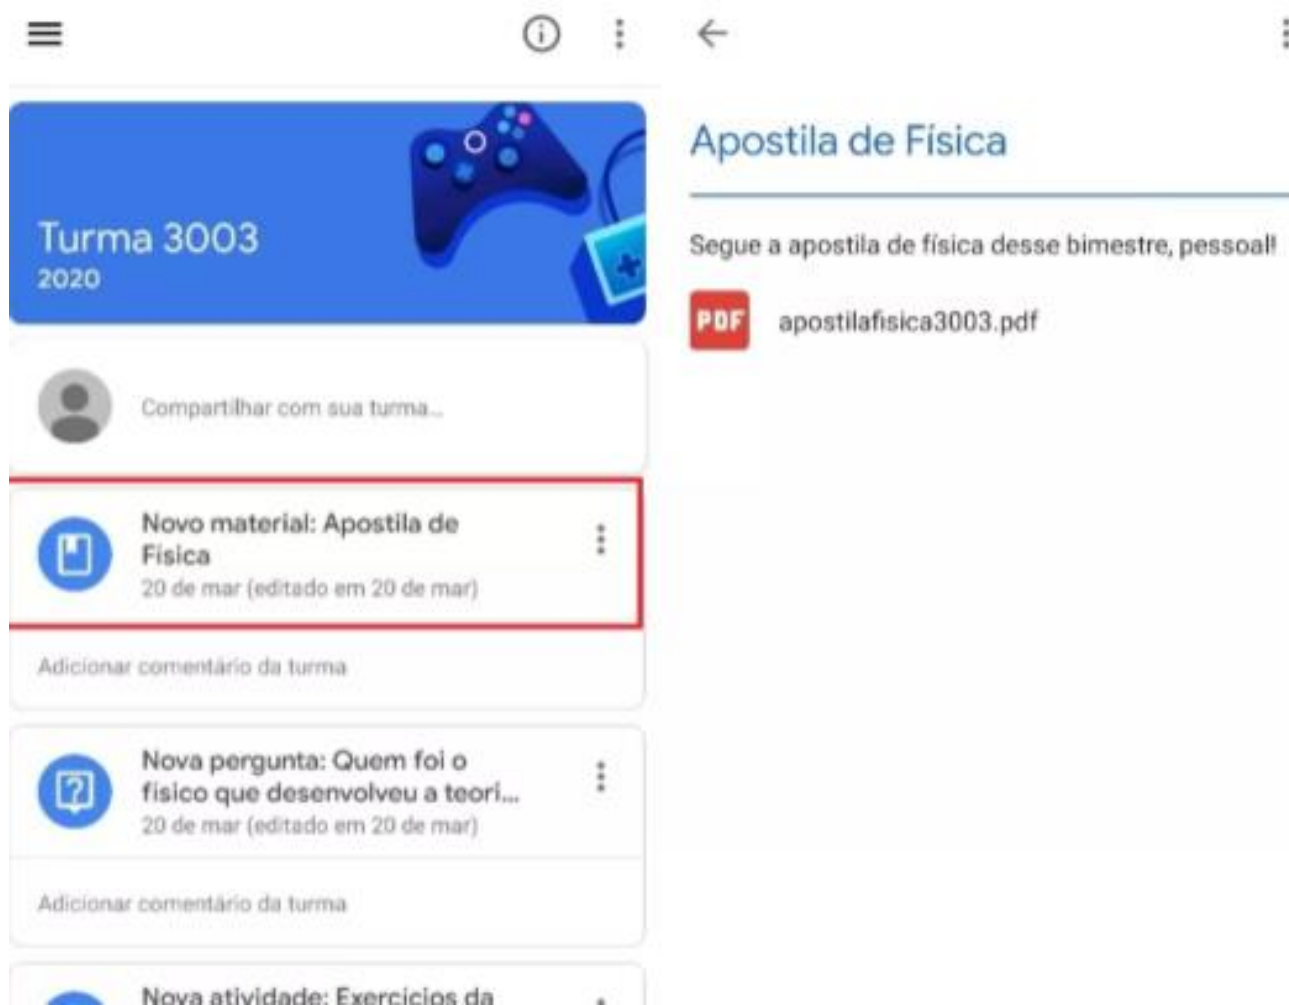 Turma 3003
2020
Compartilhar com sua turma...
Novo material: Apostila de
Física
20 de mar (editado em 20 de mar)
Adicionar comentário da turma
Nova pergunta: Quem foi o
físico que desenvolveu a teori...
20 de mar (editado em 20 de mar)
Adicionar comentário da turma
Nova atividade: Exercícios da
Apostila de Física
Segue a apostila de física desse bimestre, pessoal!
PDF
apostilafisica3003.pdf